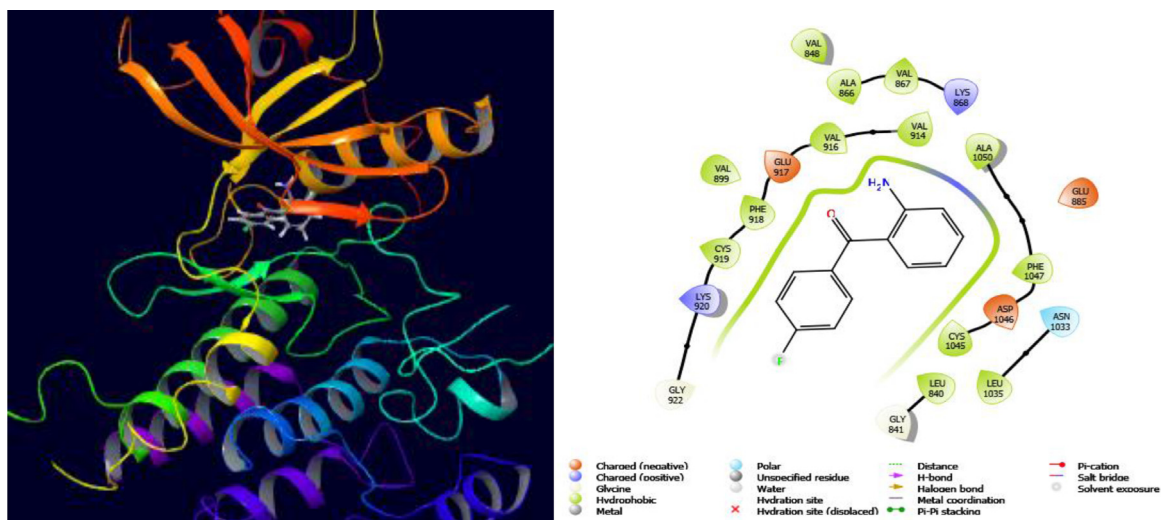 VAL
848
ALA
866
VAL
867
LYS
868
VAL
916
VAL
914
GLU
917
VAL
899
ALA
1050
GLU
885
H₂N
PHE
918
O
CYS
919
PHE
1047
LYS
920
ASP
1046
ASN
1033
CYS
1045
F
GLY
922
LEU
840
LEU
1035
GLY
841
Charged (negative)
Charged (positive)
Glycine
Hydrophobic
Metal
Polar
Unspecified residue
Water
Hydration site
Hydration site (displaced)
Distance
H-bond
Halogen bond
Metal coordination
Pi-Pi stacking
Pi-cation
Salt bridge
Solvent exposure